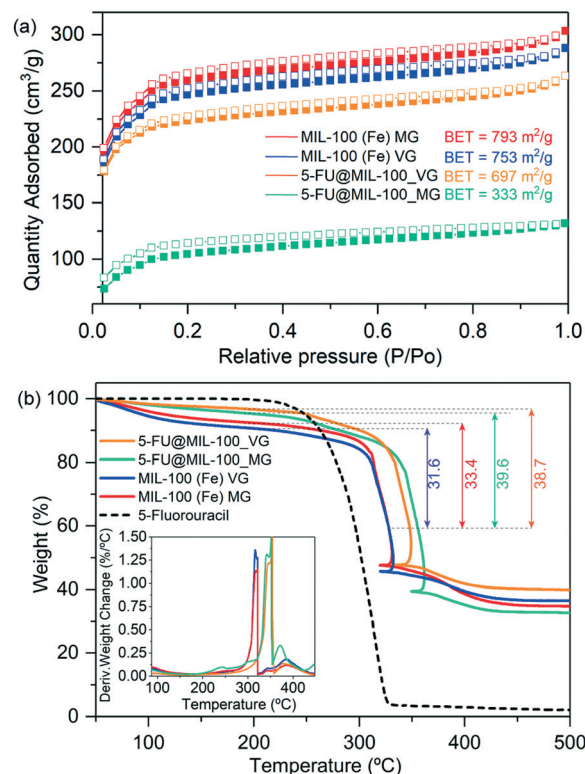 (a)
300
250
200
150
100
Quantity Adsorbed (cm³/g)
MIL-100 (Fe) MG BET = 793 m²/g
MIL-100 (Fe) VG BET = 753 m²/g
5-FU@MIL-100_VG BET = 697 m²/g
5-FU@MIL-100_MG BET = 333 m²/g
0.0 0.2 0.4 0.6 0.8 1.0
Relative pressure (P/Po)
(b)
100
80
60
40
20
0
Weight (%)
5-FU@MIL-100_VG
5-FU@MIL-100_MG
MIL-100 (Fe) VG
MIL-100 (Fe) MG
5-Fluorouracil
31.6
33.4
39.6
38.7
1.50
1.25
1.00
0.75
0.50
0.25
0.00
Deriv.Weight Change (%/ºC)
100 200 300 400
Temperature (ºC)
100 200 300 400 500
Temperature (ºC)